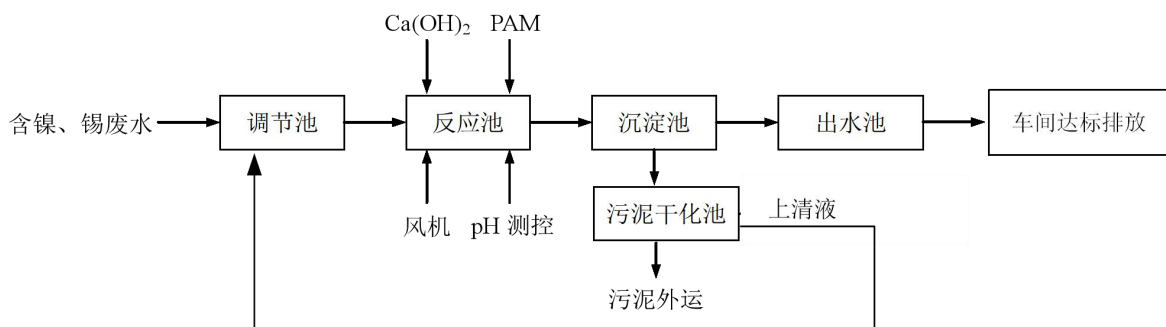 Ca(OH)₂ PAM
含镍、锡废水 调节池 反应池 沉淀池 出水池 车间达标排放
风机 pH 测控 污泥干化池 上清液
污泥外运